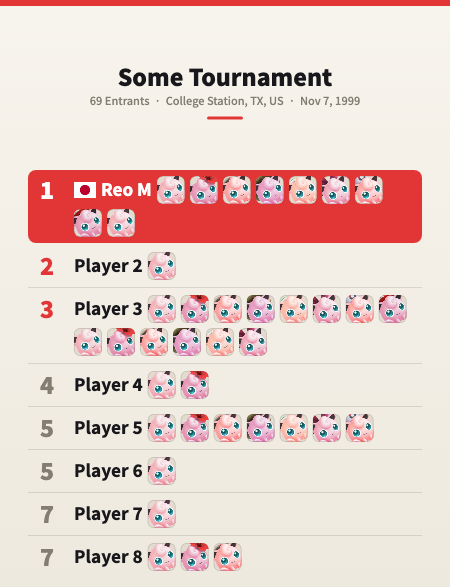 Some Tournament
69 Entrants · College Station, TX, US · Nov 7, 1999
1 Reo M
2 Player 2
3 Player 3
4 Player 4
5 Player 5
5 Player 6
7 Player 7
7 Player 8